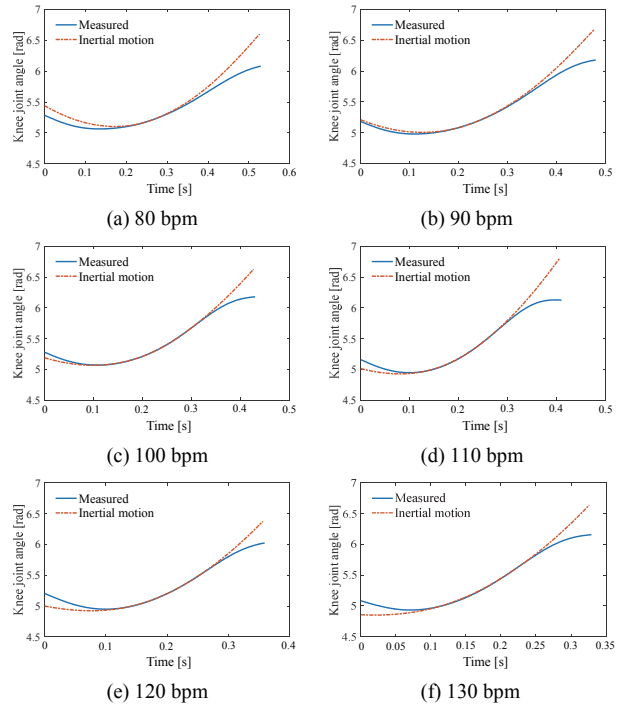 7
6.5
6
5.5
5
4.5
Knee joint angle [rad]
Measured
Inertial motion
0 0.1 0.2 0.3 0.4 0.5 0.6
Time [s]
(a) 80 bpm
7
6.5
6
5.5
5
4.5
Knee joint angle [rad]
Measured
Inertial motion
0 0.1 0.2 0.3 0.4 0.5
Time [s]
(b) 90 bpm
7
6.5
6
5.5
5
4.5
Knee joint angle [rad]
Measured
Inertial motion
0 0.1 0.2 0.3 0.4 0.5
Time [s]
(c) 100 bpm
7
6.5
6
5.5
5
4.5
Knee joint angle [rad]
Measured
Inertial motion
0 0.1 0.2 0.3 0.4 0.5
Time [s]
(d) 110 bpm
7
6.5
6
5.5
5
4.5
Knee joint angle [rad]
Measured
Inertial motion
0 0.1 0.2 0.3 0.4
Time [s]
(e) 120 bpm
7
6.5
6
5.5
5
4.5
Knee joint angle [rad]
Measured
Inertial motion
0 0.05 0.1 0.15 0.2 0.25 0.3 0.35
Time [s]
(f) 130 bpm